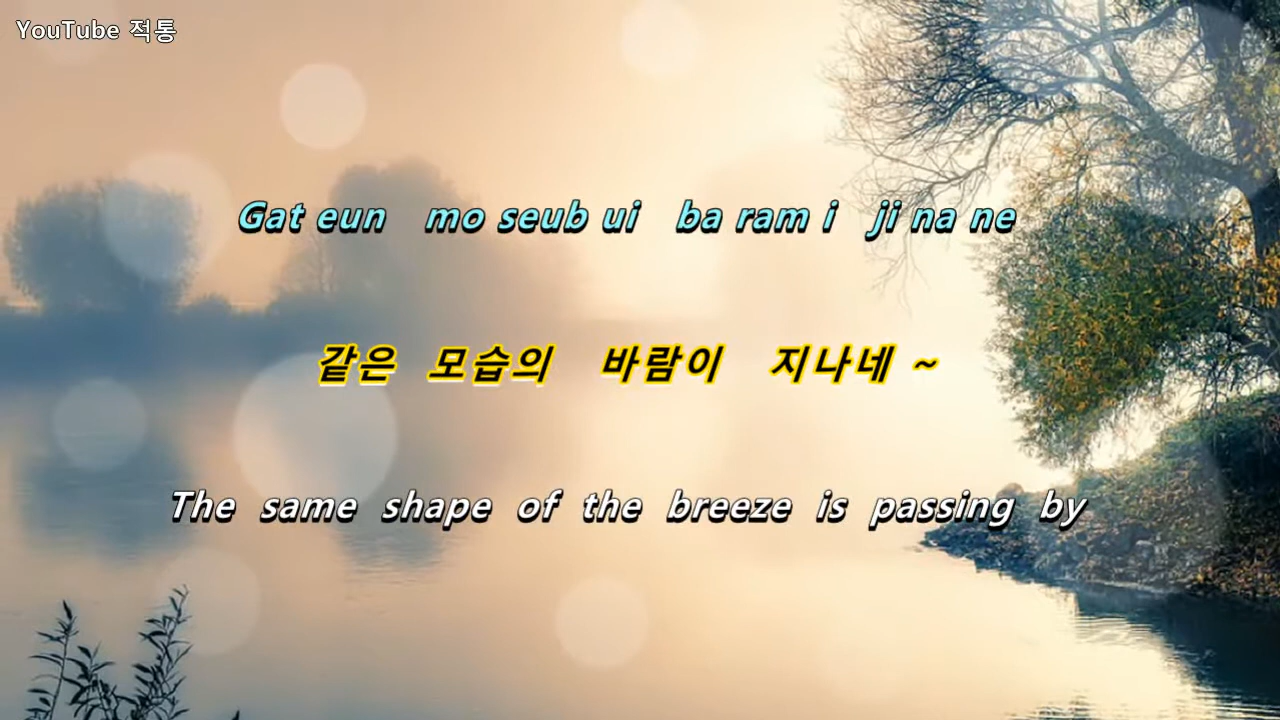 YouTube 적통
Gat eun mo seub ui ba ram i ji na ne
같은 모습의 바람이 지나네 ~
The same shape of the breeze is passing by